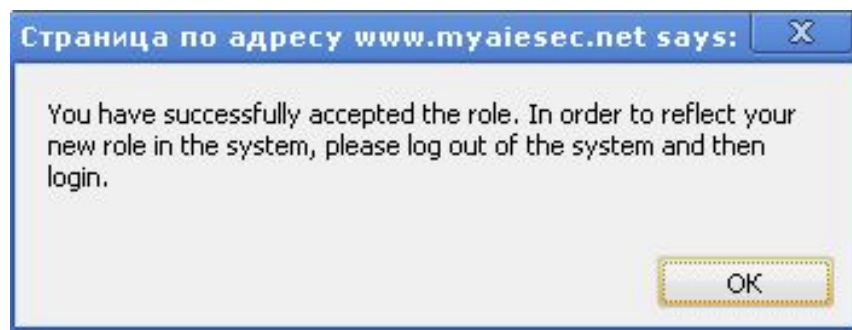 Страница по адресу www.myaiesec.net says:
You have successfully accepted the role. In order to reflect your
new role in the system, please log out of the system and then
login.
OK